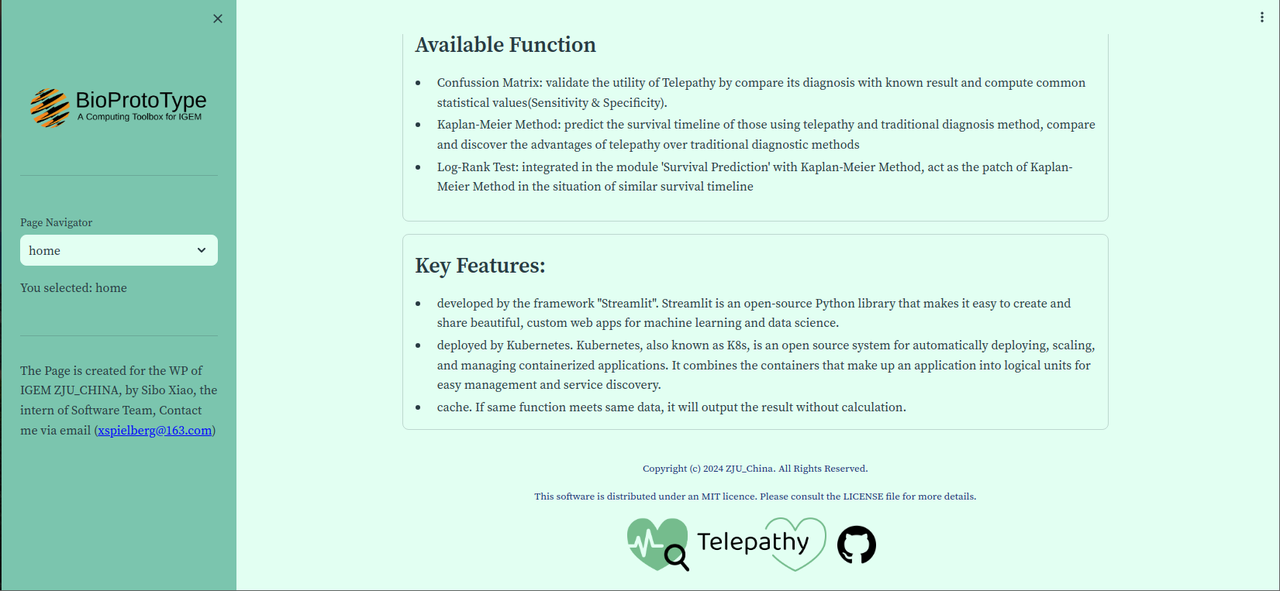 BioProtoType
A Computing Toolbox for IGEM
Page Navigator
home
You selected: home
The Page is created for the WP of
IGEM ZJU_CHINA, by Sibo Xiao, the
intern of Software Team, Contact
me via email (xspielberg@163.com)
Available Function
• Confussion Matrix: validate the utility of Telepathy by compare its diagnosis with known result and compute common
statistical values(Sensitivity & Specificity).
• Kaplan-Meier Method: predict the survival timeline of those using telepathy and traditional diagnosis method, compare
and discover the advantages of telepathy over traditional diagnostic methods
• Log-Rank Test: integrated in the module 'Survival Prediction' with Kaplan-Meier Method, act as the patch of Kaplan-
Meier Method in the situation of similar survival timeline
Key Features:
• developed by the framework "Streamlit". Streamlit is an open-source Python library that makes it easy to create and
share beautiful, custom web apps for machine learning and data science.
• deployed by Kubernetes. Kubernetes, also known as K8s, is an open source system for automatically deploying, scaling,
and managing containerized applications. It combines the containers that make up an application into logical units for
easy management and service discovery.
• cache. If same function meets same data, it will output the result without calculation.
Copyright (c) 2024 ZJU_China. All Rights Reserved.
This software is distributed under an MIT licence. Please consult the LICENSE file for more details.
Telepathy